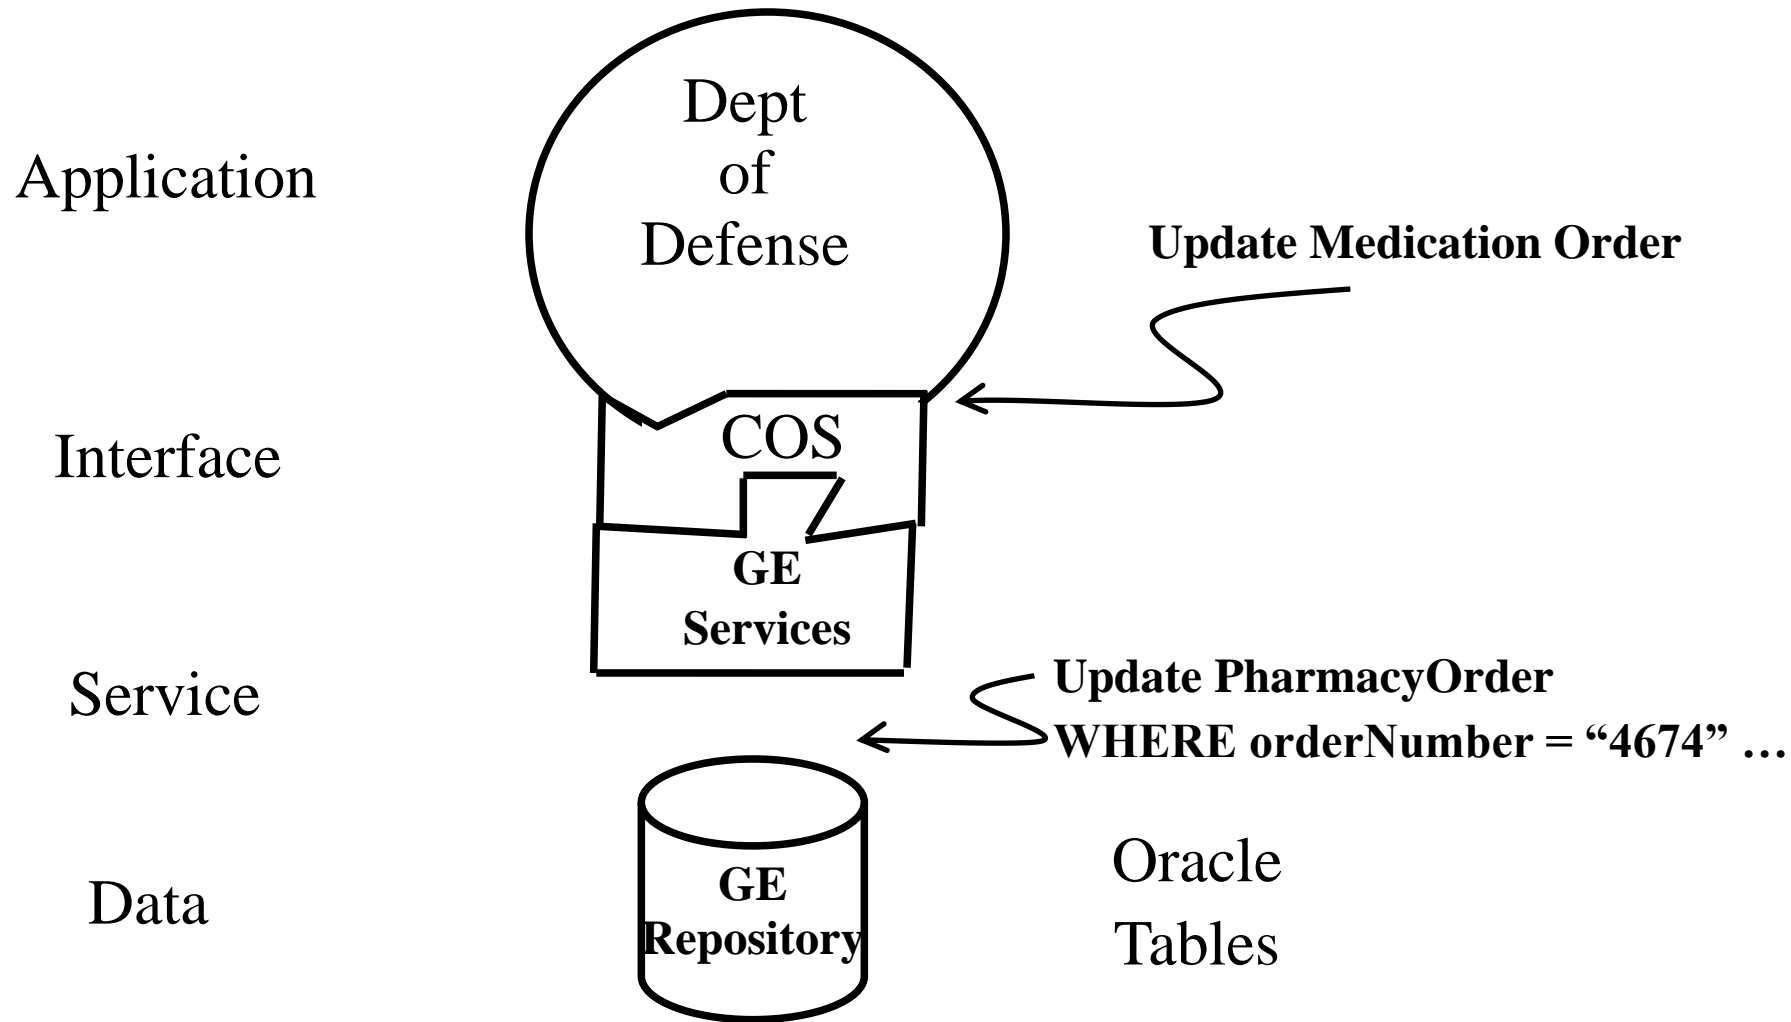 Dept
of
Defense
Application
Update Medication Order
COS
Interface
GE
Services
Service
Update PharmacyOrder
WHERE orderNumber = “4674” …
Data
GE
Repository
Oracle
Tables